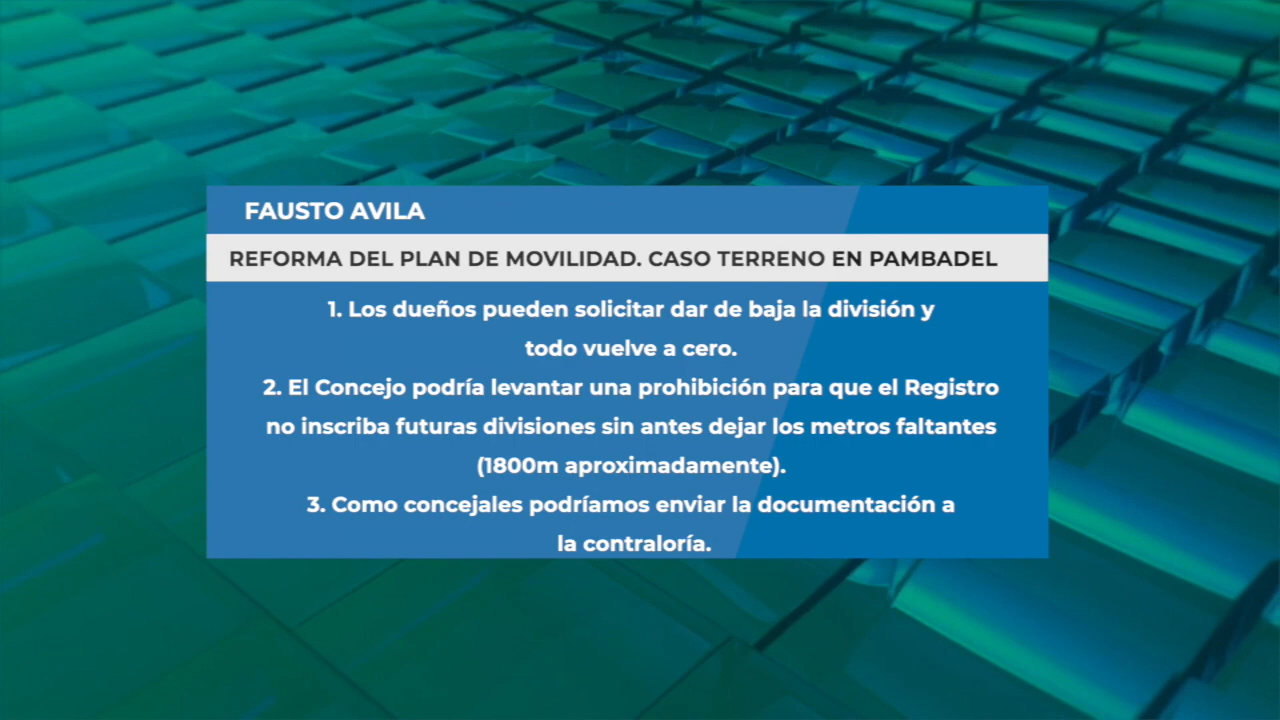 FAUSTO AVILA
REFORMA DEL PLAN DE MOVILIDAD. CASO TERRENO EN PAMBADEL
1. Los dueños pueden solicitar dar de baja la división y
todo vuelve a cero.
2. El Concejo podría levantar una prohibición para que el Registro
no inscriba futuras divisiones sin antes dejar los metros faltantes
(1800m aproximadamente).
3. Como concejales podríamos enviar la documentación a
la contraloría.